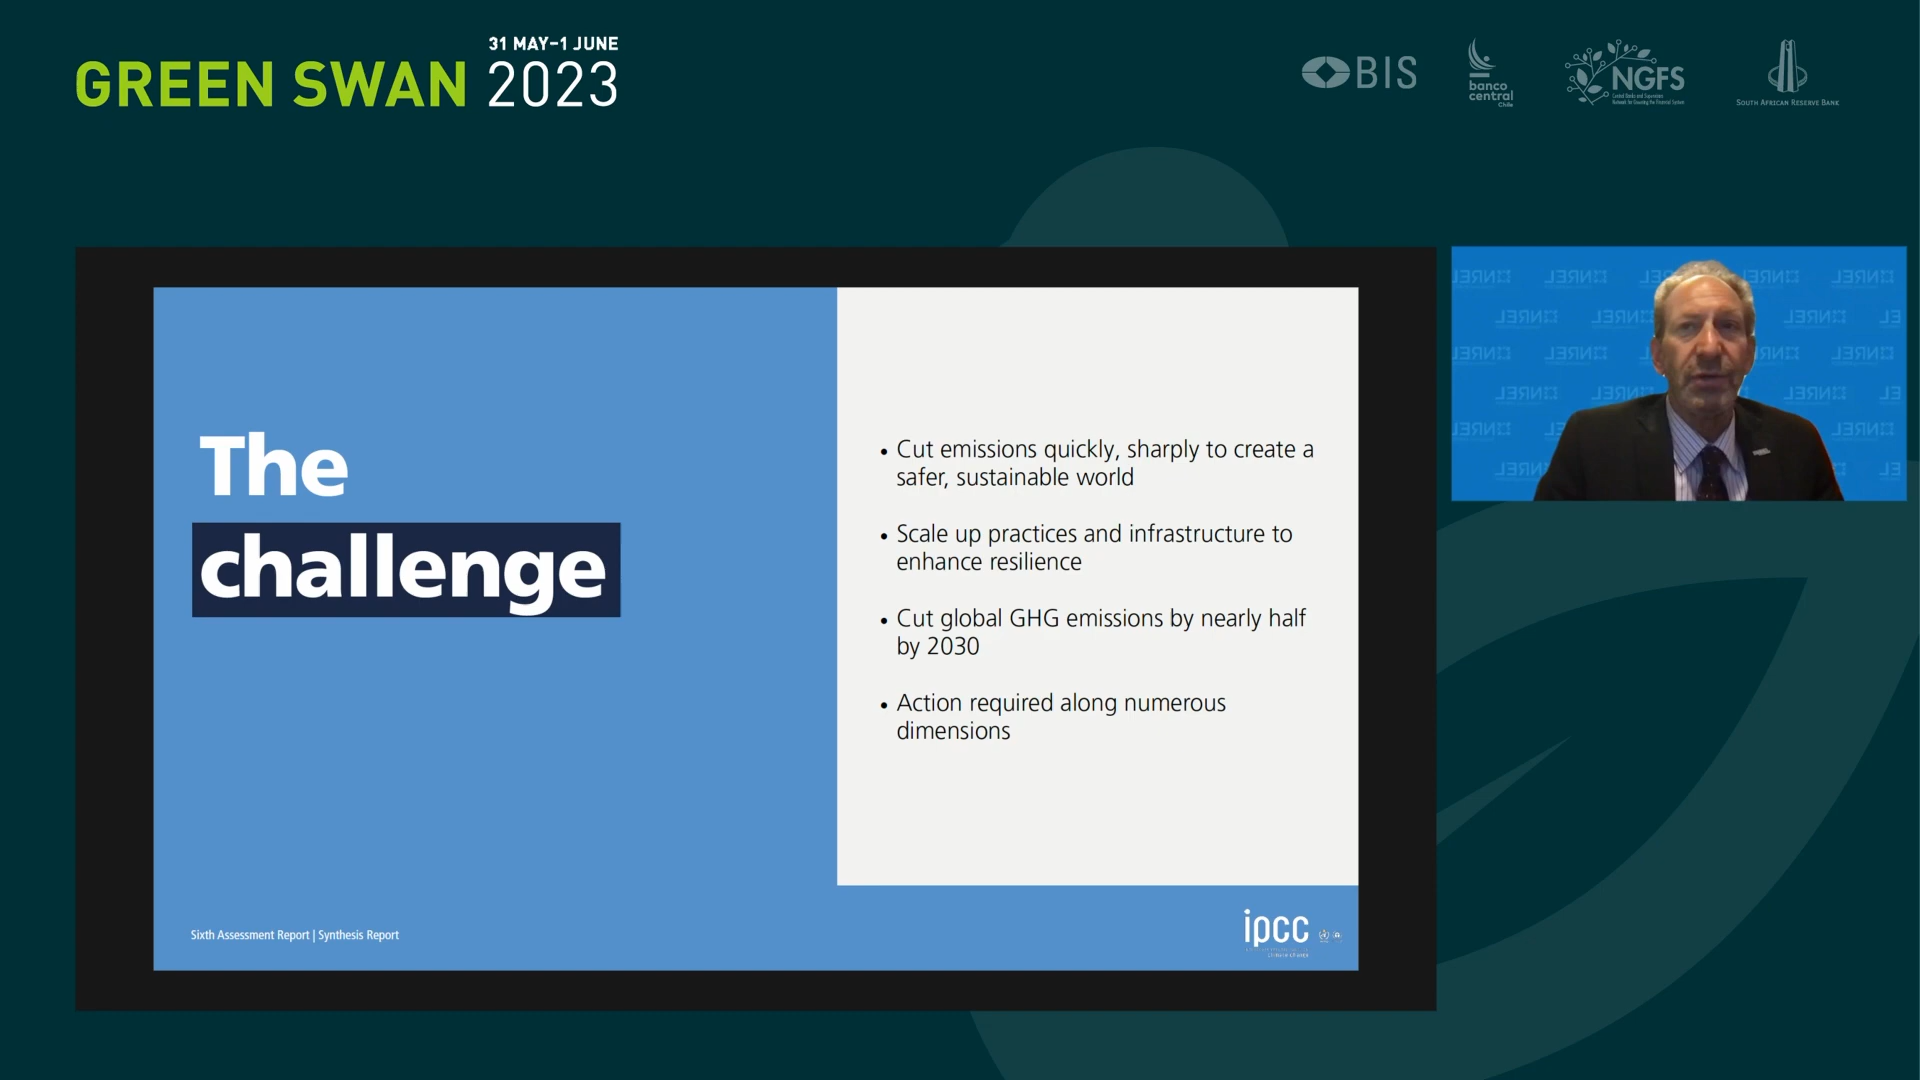 31 MAY–1 JUNE
GREEN SWAN 2023
BIS
banco
central
Chile
NGFS
SOUTH AFRICAN RESERVE BANK
The
challenge
• Cut emissions quickly, sharply to create a
safer, sustainable world
• Scale up practices and infrastructure to
enhance resilience
• Cut global GHG emissions by nearly half
by 2030
• Action required along numerous
dimensions
Sixth Assessment Report | Synthesis Report
ipcc
NREL